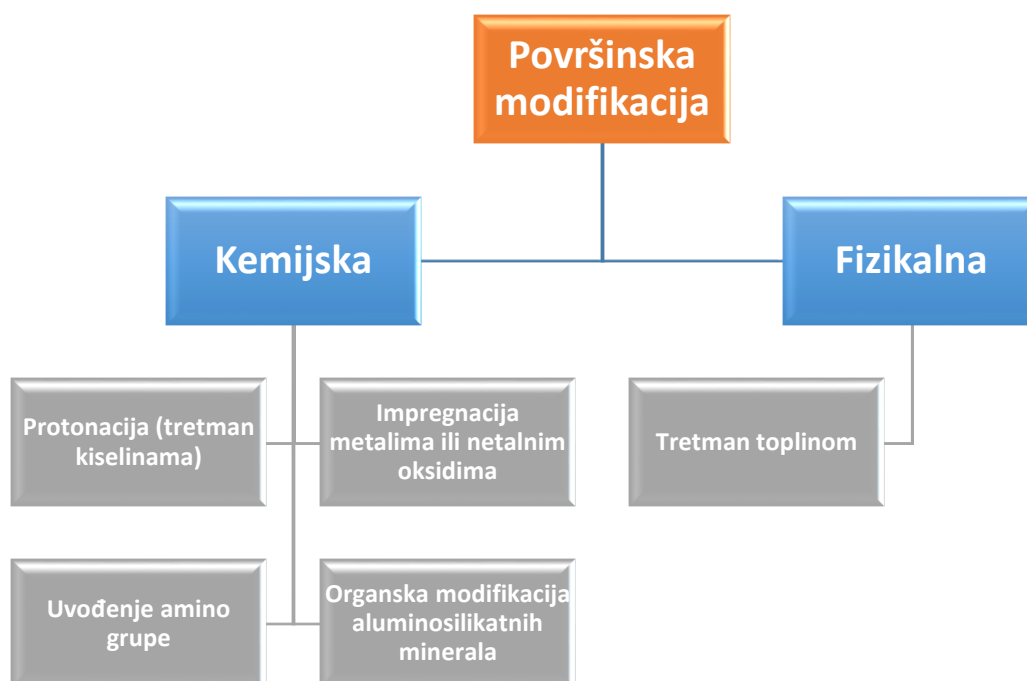 Površinska
modifikacija
Kemijska
Fizikalna
Protonacija (tretman
kiselinama)
Impregnacija
metalima ili netalnim
oksidima
Tretman toplinom
Uvođenje amino
grupe
Organska modifikacija
aluminosilikatnih
minerala